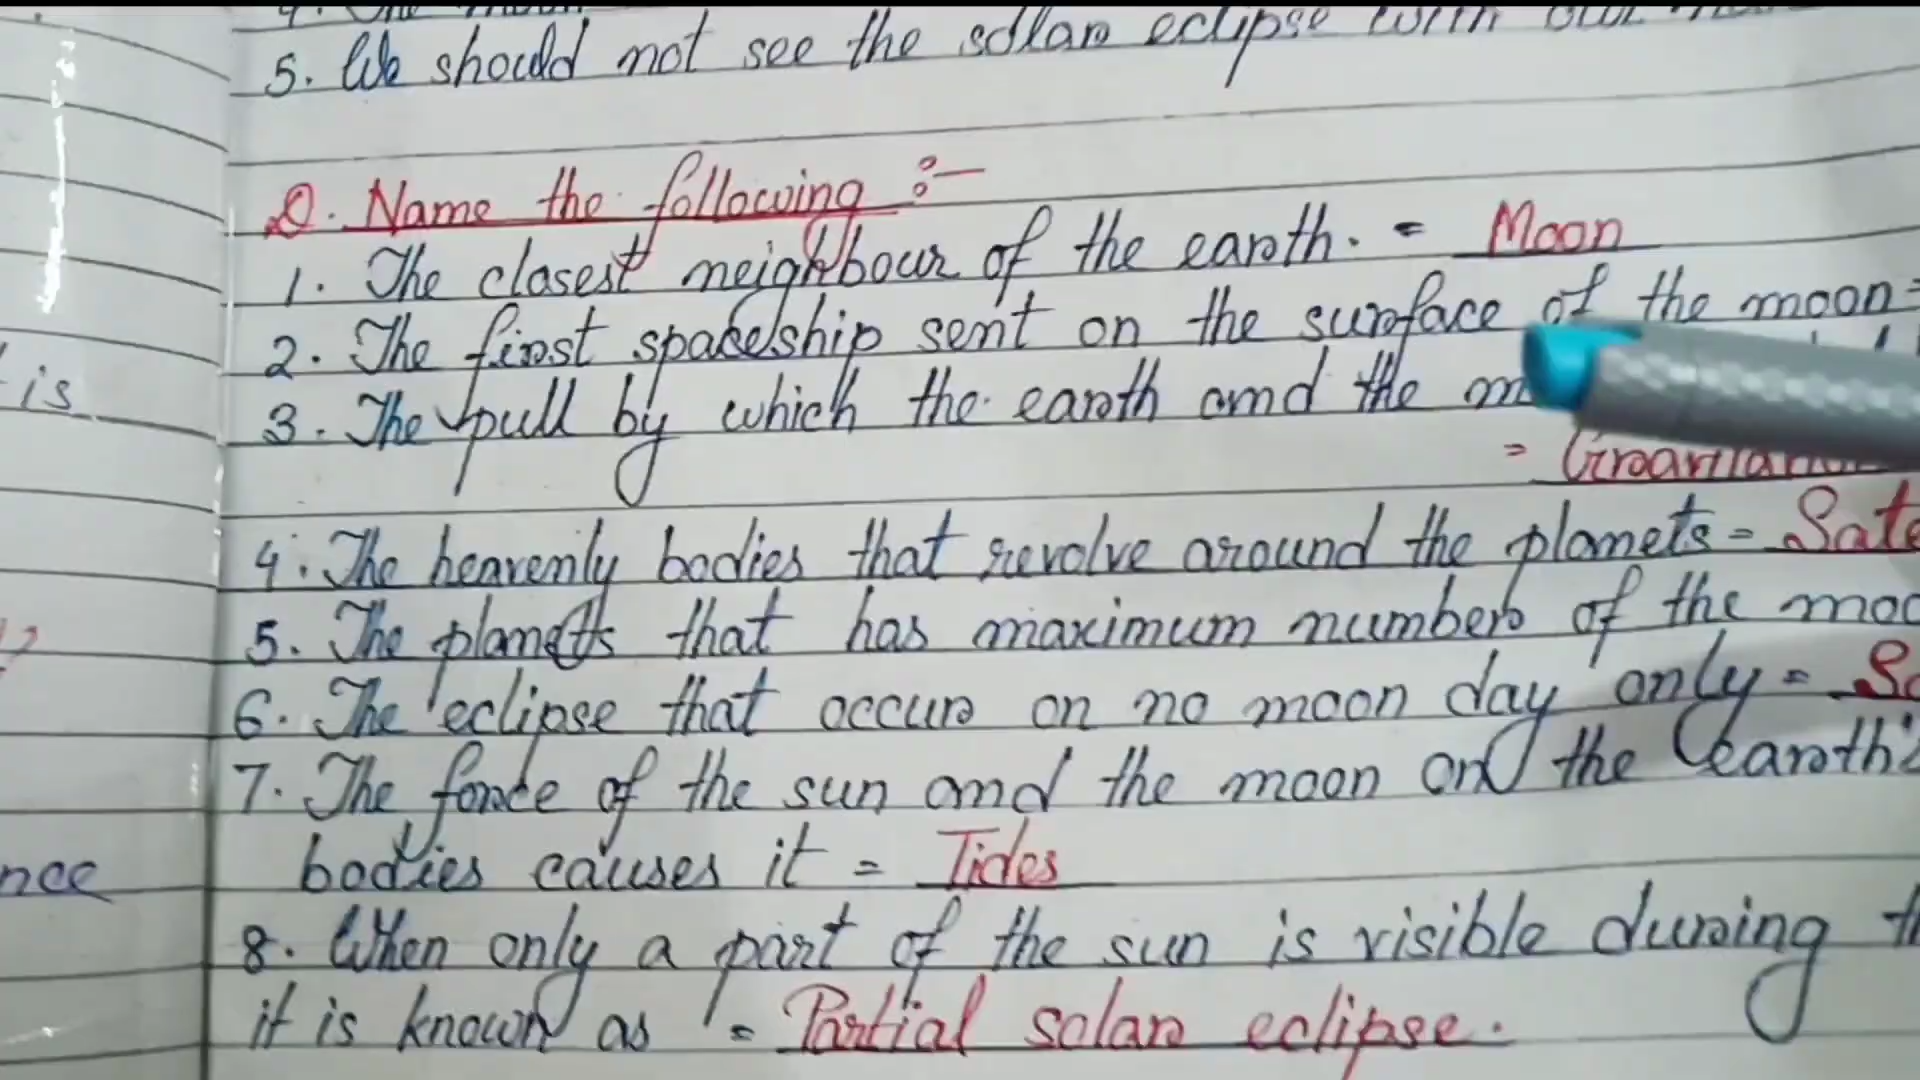 5. We should not see the solar eclipse with our
D. Name the following :-
1. The closest neighbour of the earth. = Moon
2. The first spaceship sent on the surface of the moon =
3. The pull by which the earth and the
=
4. The heavenly bodies that revolve around the planets =
5. The planets that has maximum numbers of the
6. The eclipse that occurs on no moon day only =
7. The force of the sun and the moon on the earth's
bodies causes it = Tides
8. When only a part of the sun is visible during
it is known as = Partial solar eclipse.
is
nce